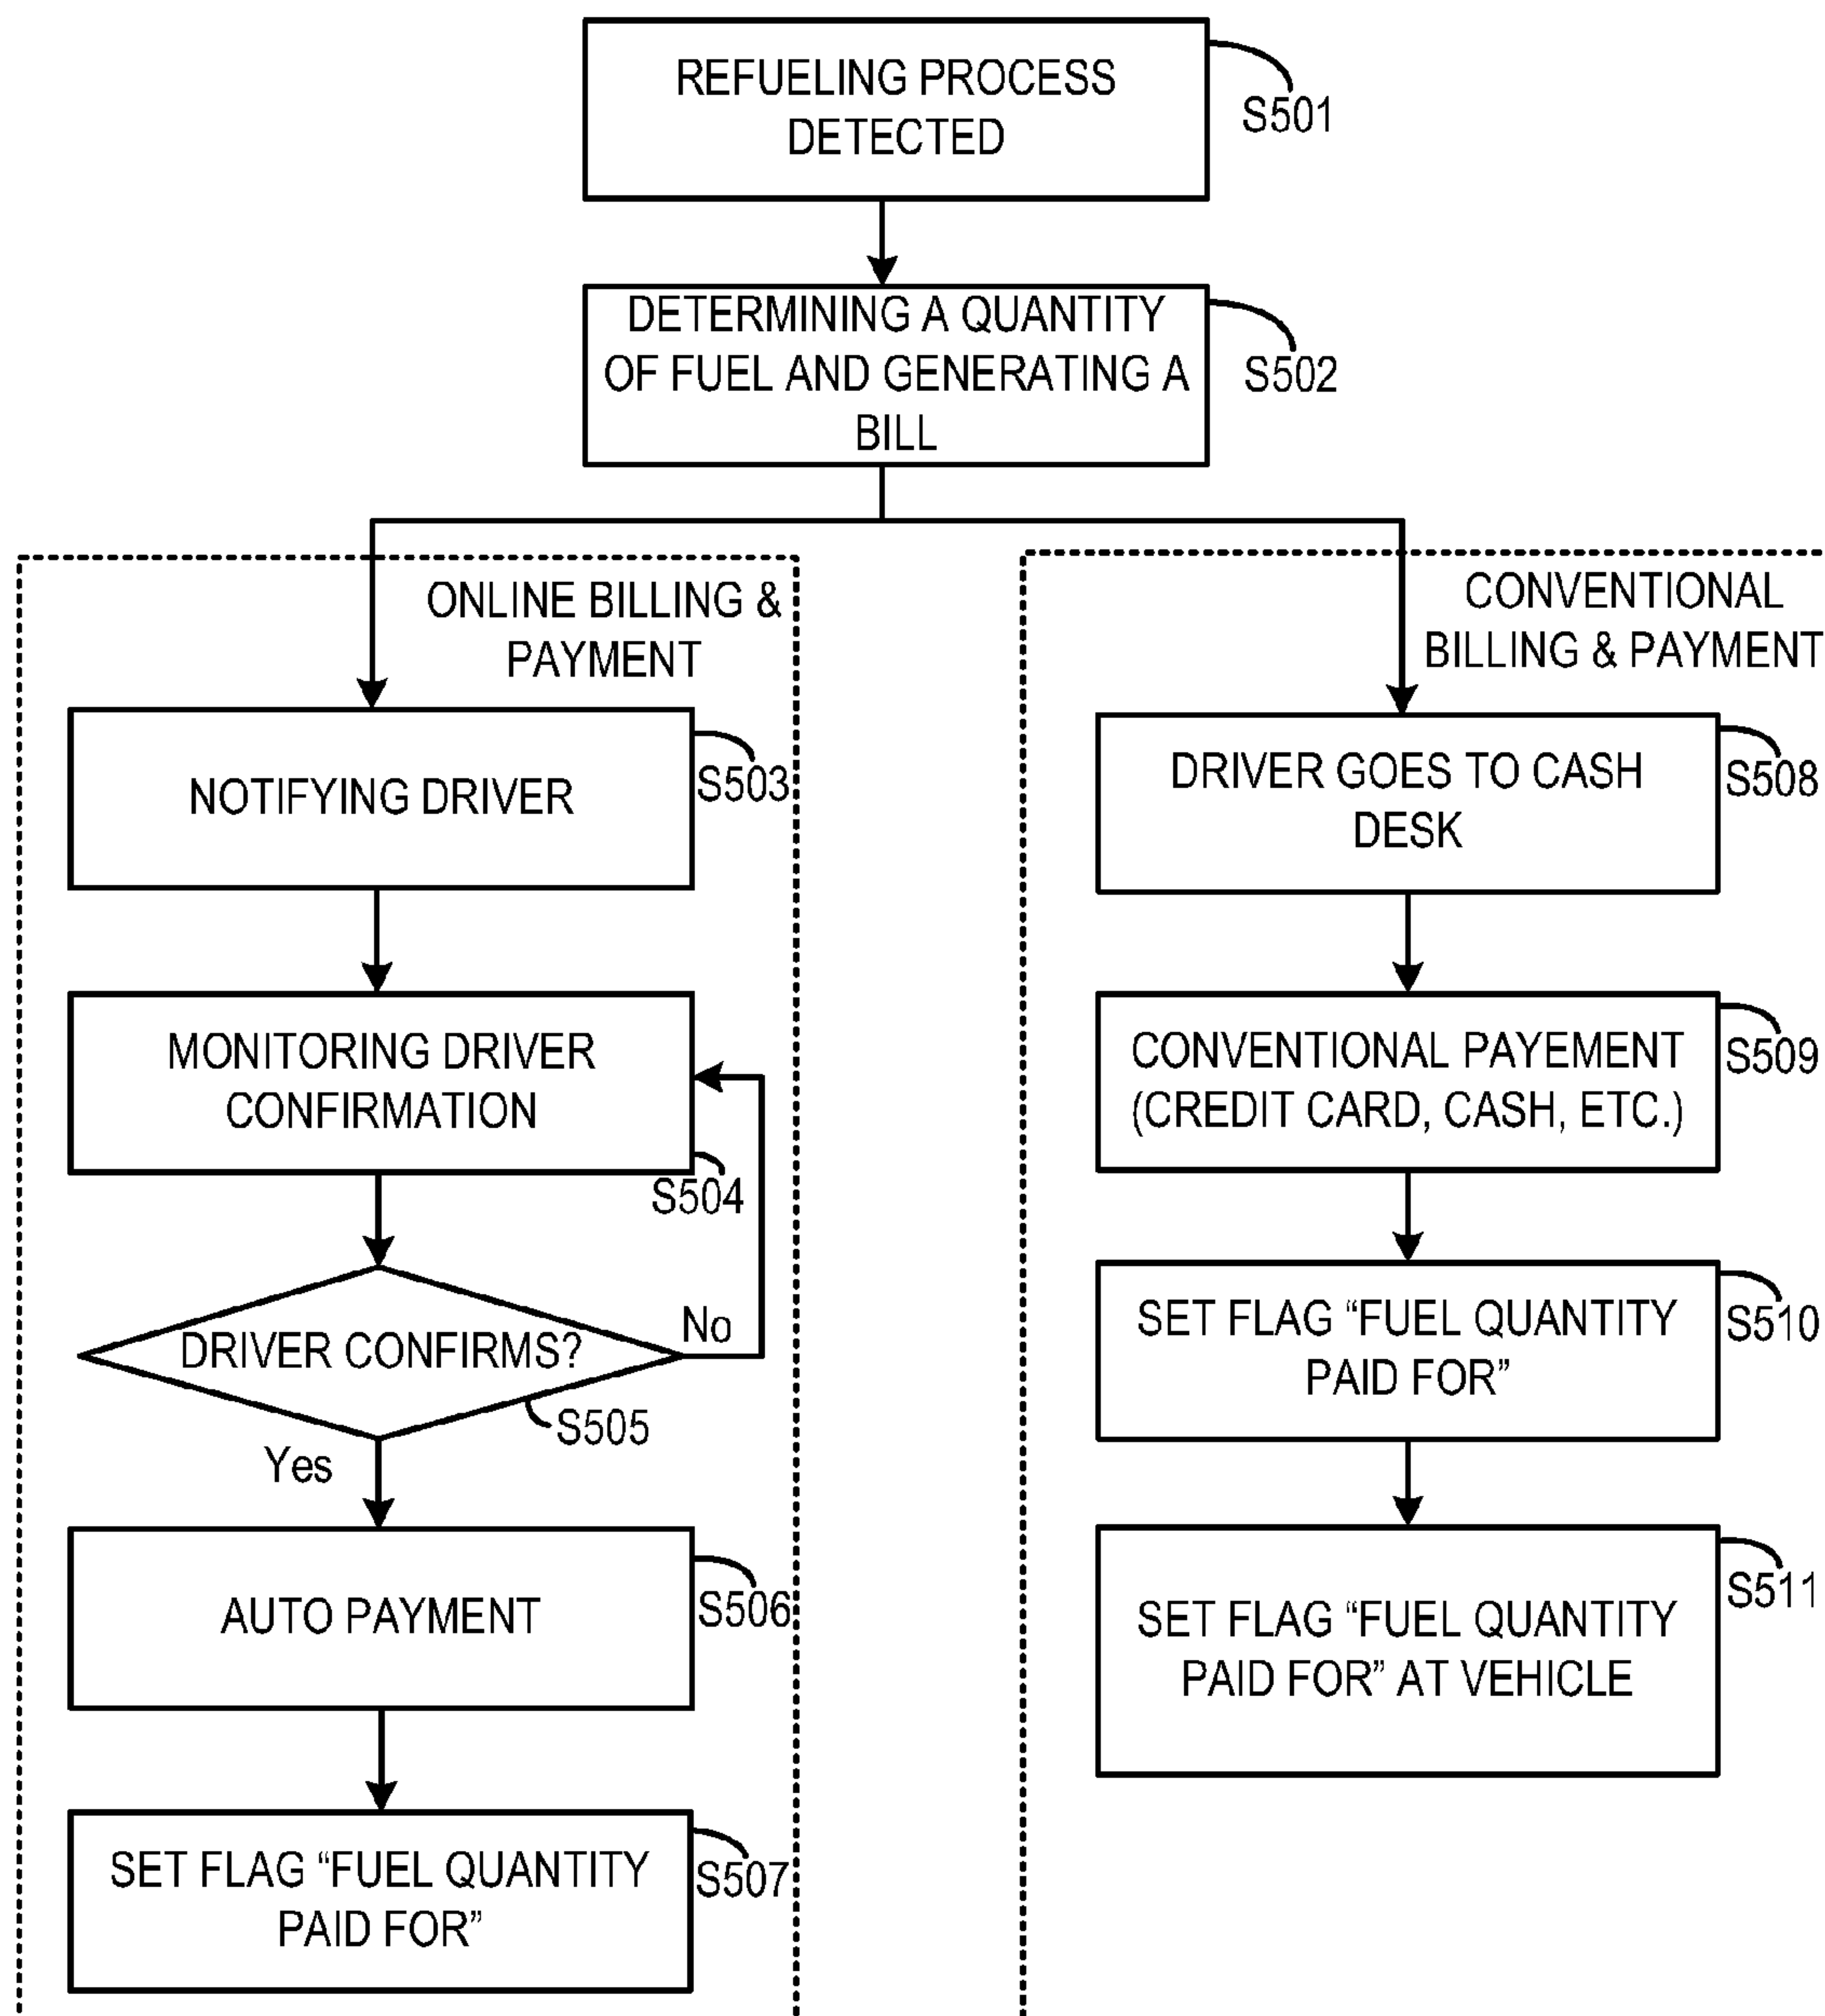 REFUELING PROCESS
DETECTED
S501
DETERMINING A QUANTITY
OF FUEL AND GENERATING A
BILL
S502
ONLINE BILLING &
PAYMENT
NOTIFYING DRIVER
S503
MONITORING DRIVER
CONFIRMATION
S504
DRIVER CONFIRMS?
No
S505
Yes
AUTO PAYMENT
S506
SET FLAG “FUEL QUANTITY
PAID FOR”
S507
CONVENTIONAL
BILLING & PAYMENT
DRIVER GOES TO CASH
DESK
S508
CONVENTIONAL PAYEMENT
(CREDIT CARD, CASH, ETC.)
S509
SET FLAG “FUEL QUANTITY
PAID FOR”
S510
SET FLAG “FUEL QUANTITY
PAID FOR” AT VEHICLE
S511